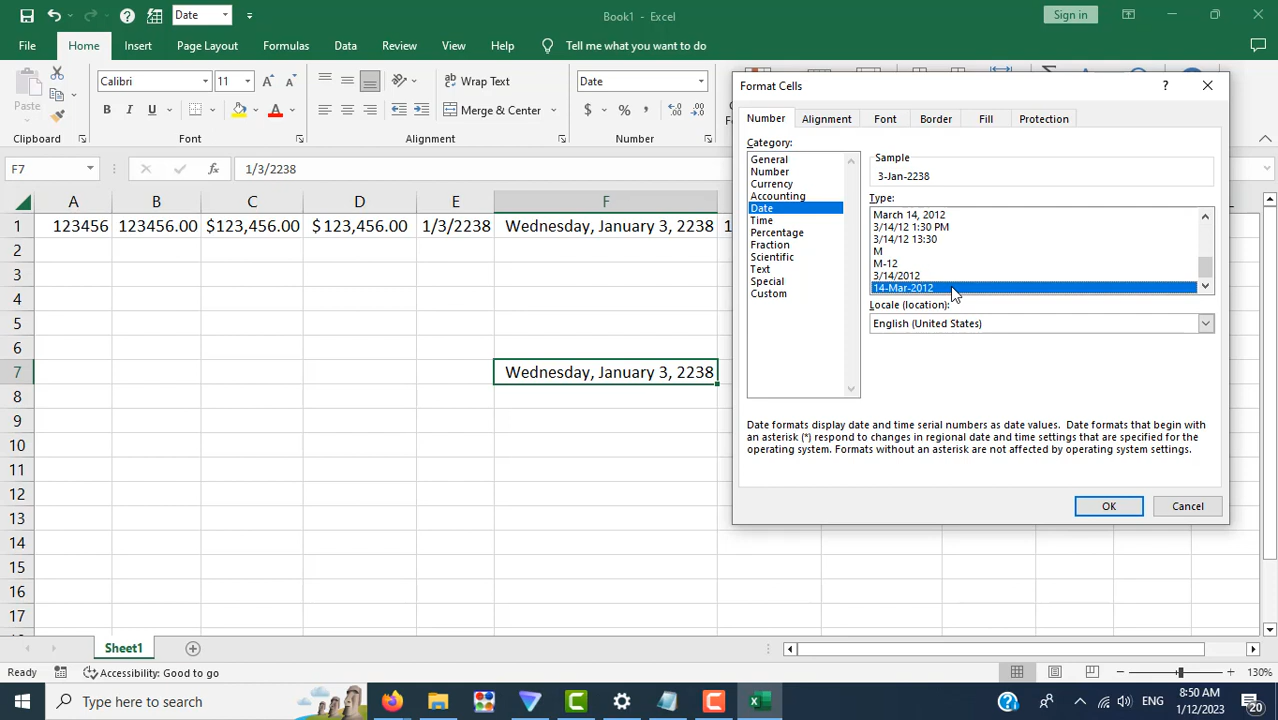 Date
Book1 - Excel
Sign in
File Home Insert Page Layout Formulas Data Review View Help Tell me what you want to do
Paste
Calibri 11
B I U
Wrap Text
Merge & Center
Date
$ % ,
Clipboard Font Alignment Number
F7 fx 1/3/2238
A B C D E F
1 123456 123456.00 $123,456.00 $ 123,456.00 1/3/2238 Wednesday, January 3, 2238
2
3
4
5
6
7 Wednesday, January 3, 2238
8
9
10
11
12
13
14
15
16
17
Format Cells
Number Alignment Font Border Fill Protection
Category:
General
Number
Currency
Accounting
Date
Time
Percentage
Fraction
Scientific
Text
Special
Custom
Sample
3-Jan-2238
Type:
March 14, 2012
3/14/12 1:30 PM
3/14/12 13:30
M
M-12
3/14/2012
14-Mar-2012
Locale (location):
English (United States)
Date formats display date and time serial numbers as date values. Date formats that begin with
an asterisk (*) respond to changes in regional date and time settings that are specified for the
operating system. Formats without an asterisk are not affected by operating system settings.
OK Cancel
Sheet1
Ready Accessibility: Good to go 130%
Type here to search
ENG
8:50 AM
1/12/2023
20